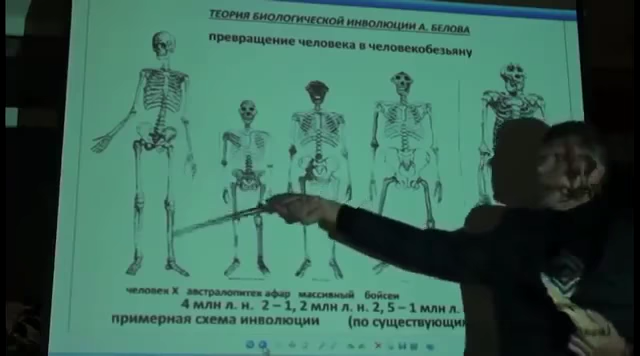 ТЕОРИЯ БИОЛОГИЧЕСКОЙ ИНВОЛЮЦИИ А. БЕЛОВА
превращение человека в человекобезьяну
человек X австралопитек афар массивный бойсеи
4 млн л. н. 2 – 1, 2 млн л. н. 2, 5 – 1 млн л.
примерная схема инволюции (по существующи